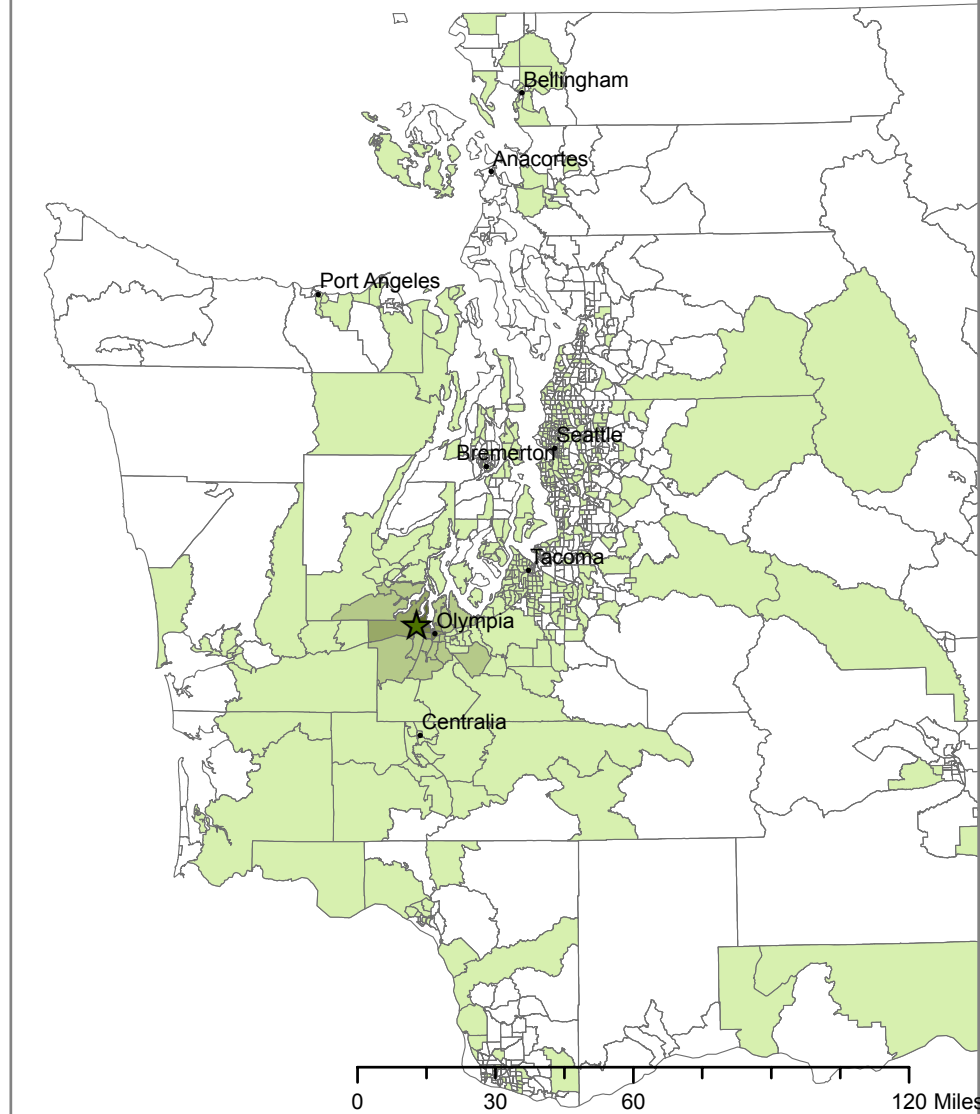 Bellingham
Anacortes
Port Angeles
Seattle
Bremerton
Tacoma
Olympia
Centralia
0 30 60 120 Miles